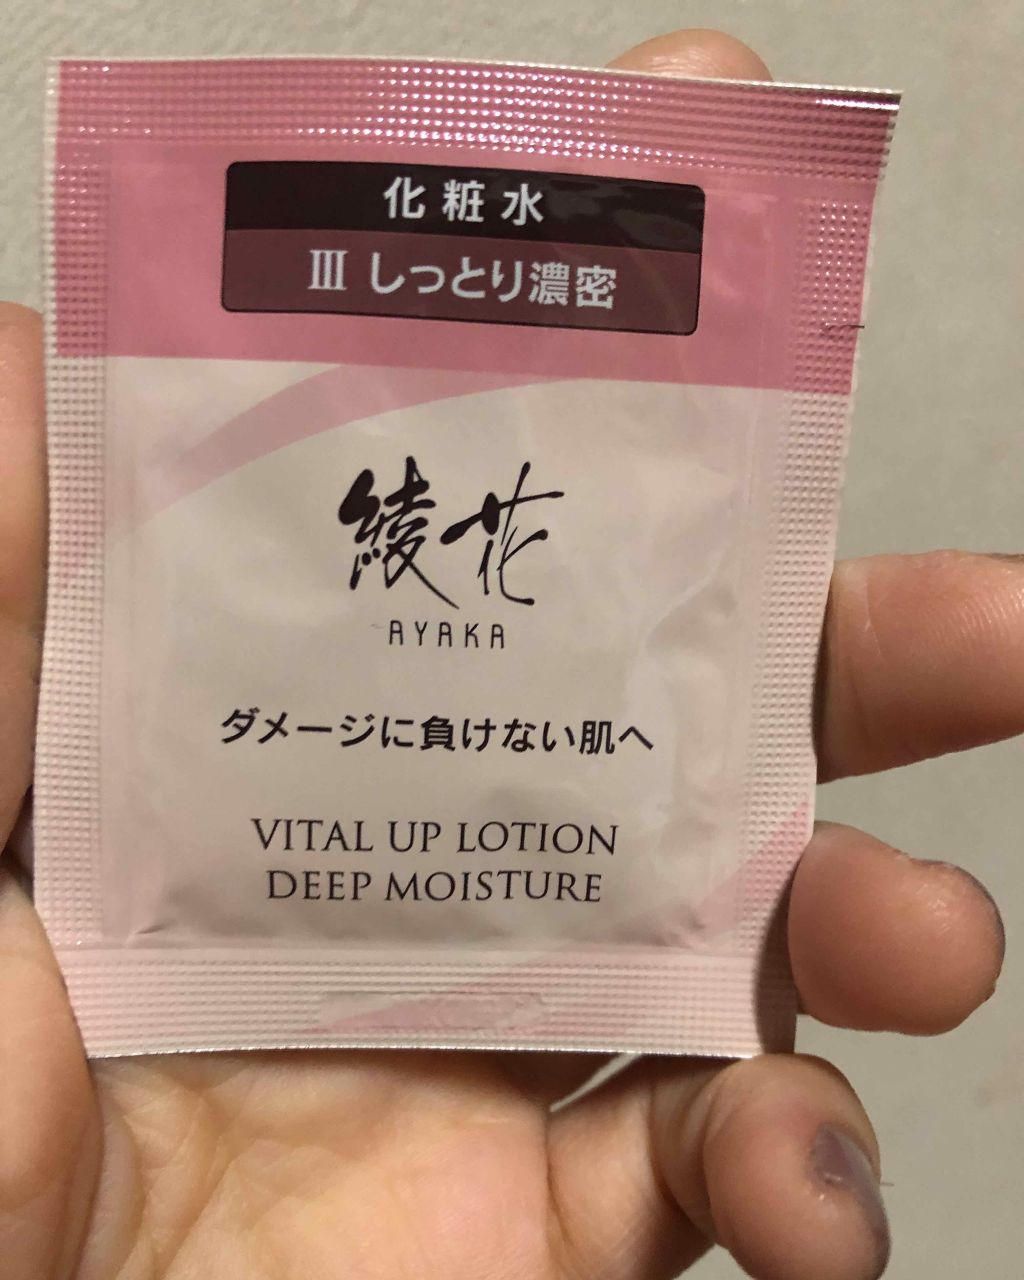 化粧水
Ⅲ しっとり濃密
綾花
AYAKA
ダメージに負けない肌へ
VITAL UP LOTION
DEEP MOISTURE